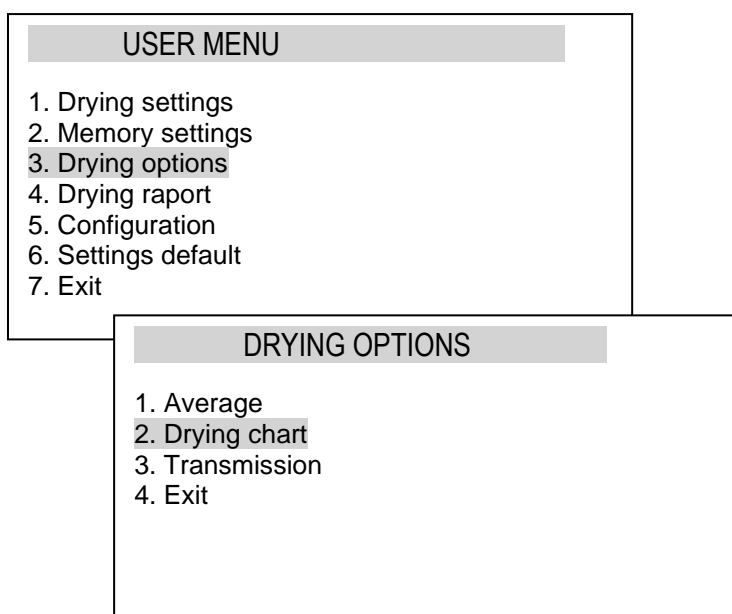 USER MENU
1. Drying settings
2. Memory settings
3. Drying options
4. Drying raport
5. Configuration
6. Settings default
7. Exit
DRYING OPTIONS
1. Average
2. Drying chart
3. Transmission
4. Exit